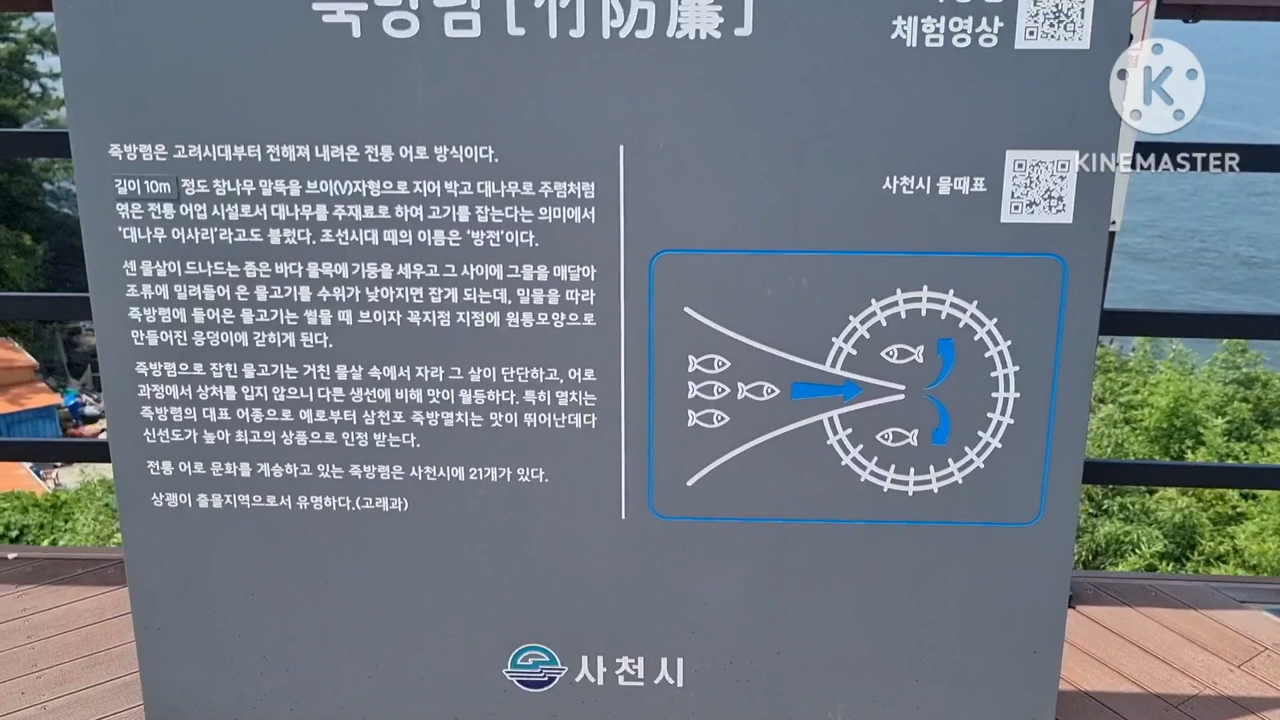 죽방렴 [竹防廉]
체험영상
KINEMASTER
사천시 물때표
죽방렴은 고려시대부터 전해져 내려온 전통 어로 방식이다.
길이 10m 정도 참나무 말뚝을 브이(V)자형으로 지어 박고 대나무로 주렴처럼
엮은 전통 어업 시설로서 대나무를 주재료로 하여 고기를 잡는다는 의미에서
‘대나무 어사리’라고도 불렀다. 조선시대 때의 이름은 ‘방전’이다.
센 물살이 드나드는 좁은 바다 물목에 기둥을 세우고 그 사이에 그물을 매달아
조류에 밀려들어 온 물고기를 수위가 낮아지면 잡게 되는데, 밀물을 따라
죽방렴에 들어온 물고기는 썰물 때 브이자 꼭지점 지점에 원통모양으로
만들어진 웅덩이에 갇히게 된다.
죽방렴으로 잡힌 물고기는 거친 물살 속에서 자라 그 살이 단단하고, 어로
과정에서 상처를 입지 않으니 다른 생선에 비해 맛이 월등하다. 특히 멸치는
죽방렴의 대표 어종으로 예로부터 삼천포 죽방멸치는 맛이 뛰어난데다
신선도가 높아 최고의 상품으로 인정 받는다.
전통 어로 문화를 계승하고 있는 죽방렴은 사천시에 21개가 있다.
상괭이 출몰지역으로서 유명하다.(고래과)
사천시